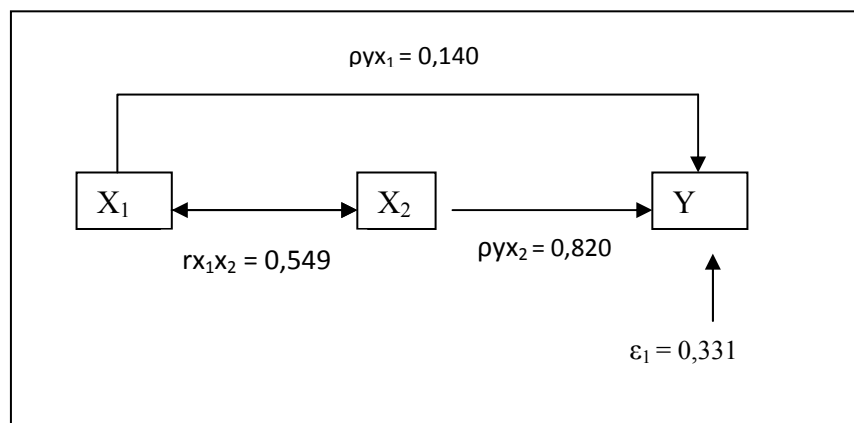 ρyx₁ = 0,140
X₁
X₂
Y
rx₁x₂ = 0,549
ρyx₂ = 0,820
ε₁ = 0,331